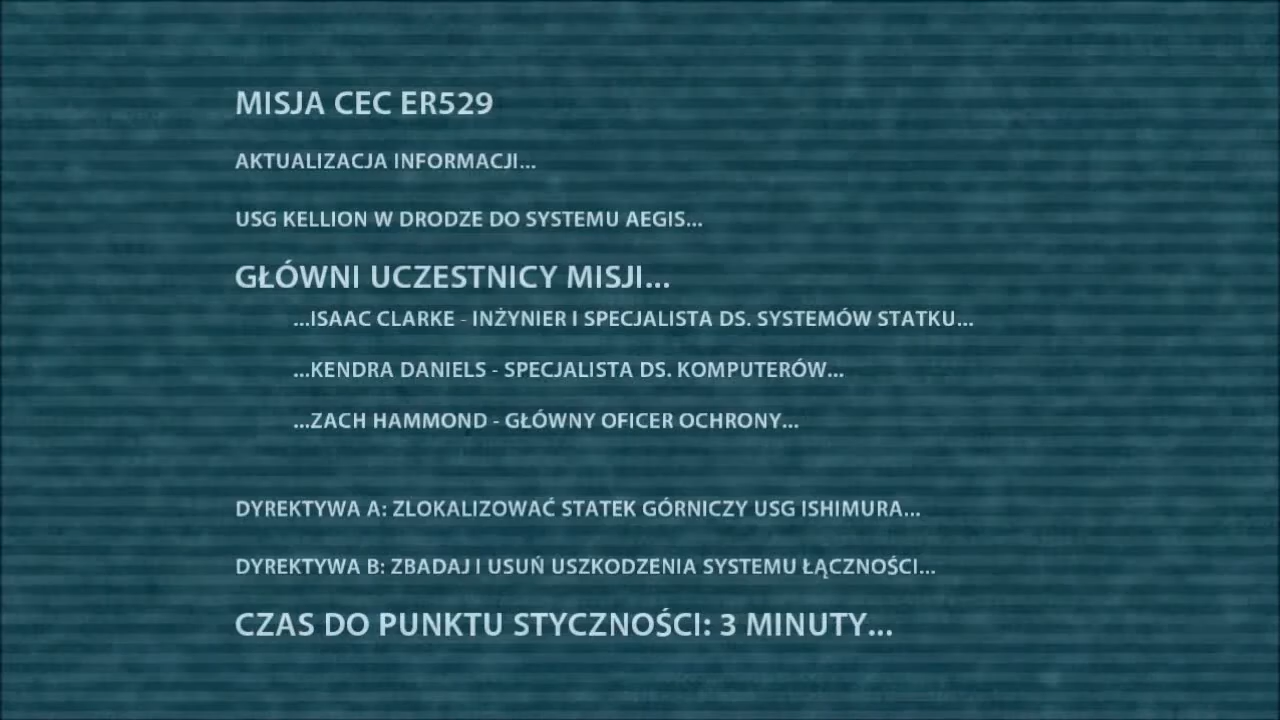 MISJA CEC ER529
AKTUALIZACJA INFORMACJI...
USG KELLION W DRODZE DO SYSTEMU AEGIS...
GŁÓWNI UCZESTNICY MISJI...
...ISAAC CLARKE - INŻYNIER I SPECJALISTA DS. SYSTEMÓW STATKU...
...KENDRA DANIELS - SPECJALISTA DS. KOMPUTERÓW...
...ZACH HAMMOND - GŁÓWNY OFICER OCHRONY...
DYREKTYWA A: ZLOKALIZOWAĆ STATEK GÓRNICZY USG ISHIMURA...
DYREKTYWA B: ZBADAJ I USUŃ USZKODZENIA SYSTEMU ŁĄCZNOŚCI...
CZAS DO PUNKTU STYCZNOŚCI: 3 MINUTY...